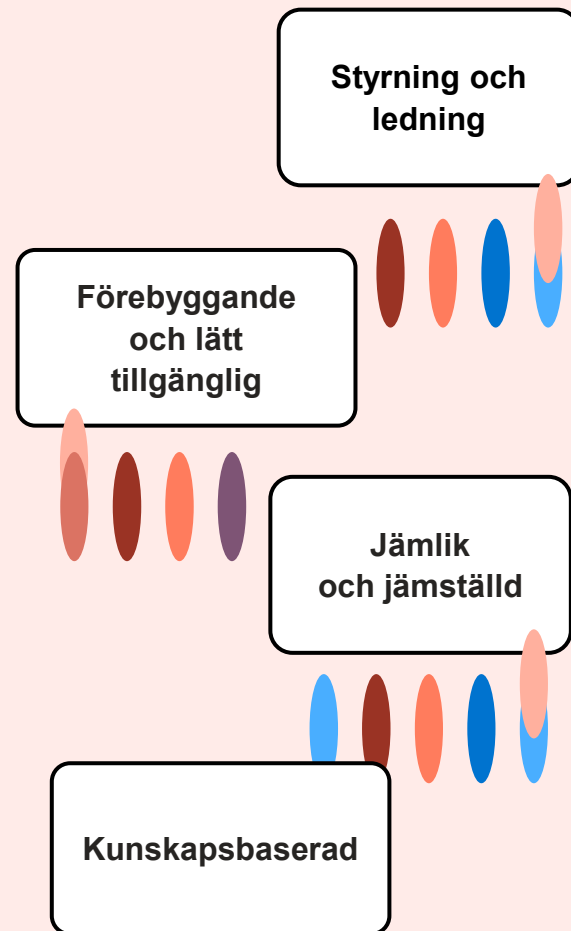 Styrning och
ledning
Förebyggande
och lätt
tillgänglig
Jämlik
och jämställd
Kunskapsbaserad